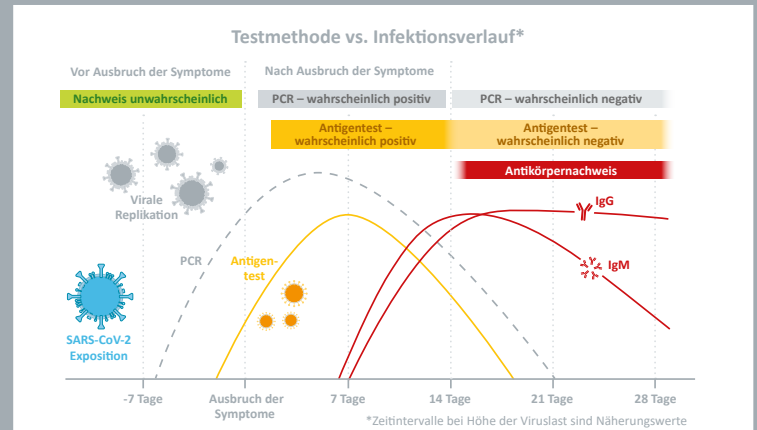 Testmethode vs. Infektionsverlauf*
Vor Ausbruch der Symptome
Nach Ausbruch der Symptome
Nachweis unwahrscheinlich
PCR – wahrscheinlich positiv
PCR – wahrscheinlich negativ
Antigentest –
wahrscheinlich positiv
Antigentest –
wahrscheinlich negativ
Antikörpernachweis
Virale
Replikation
IgG
PCR
Antigen-
test
IgM
SARS-CoV-2
Exposition
-7 Tage
Ausbruch der
Symptome
7 Tage
14 Tage
21 Tage
28 Tage
*Zeitintervalle bei Höhe der Viruslast sind Näherungswerte